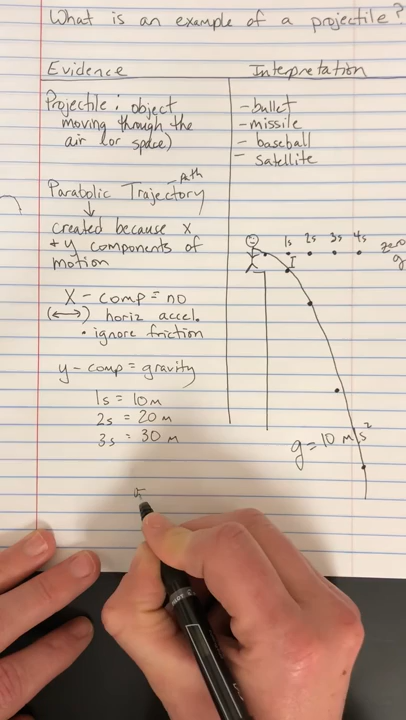 What is an example of a projectile?
Evidence
Interpretation
Projectile: object
moving through the
air (or space)
- bullet
- missile
- baseball
- satellite
- Path
Parabolic Trajectory
↓
created because x
+ y components of
motion
X - comp = no
(↔) horiz accel.
• ignore friction
y - comp = gravity
1s = 10 m
2s = 20 m
3s = 30 m
1s 2s 3s 4s
zero
g
g = 10 m/s²